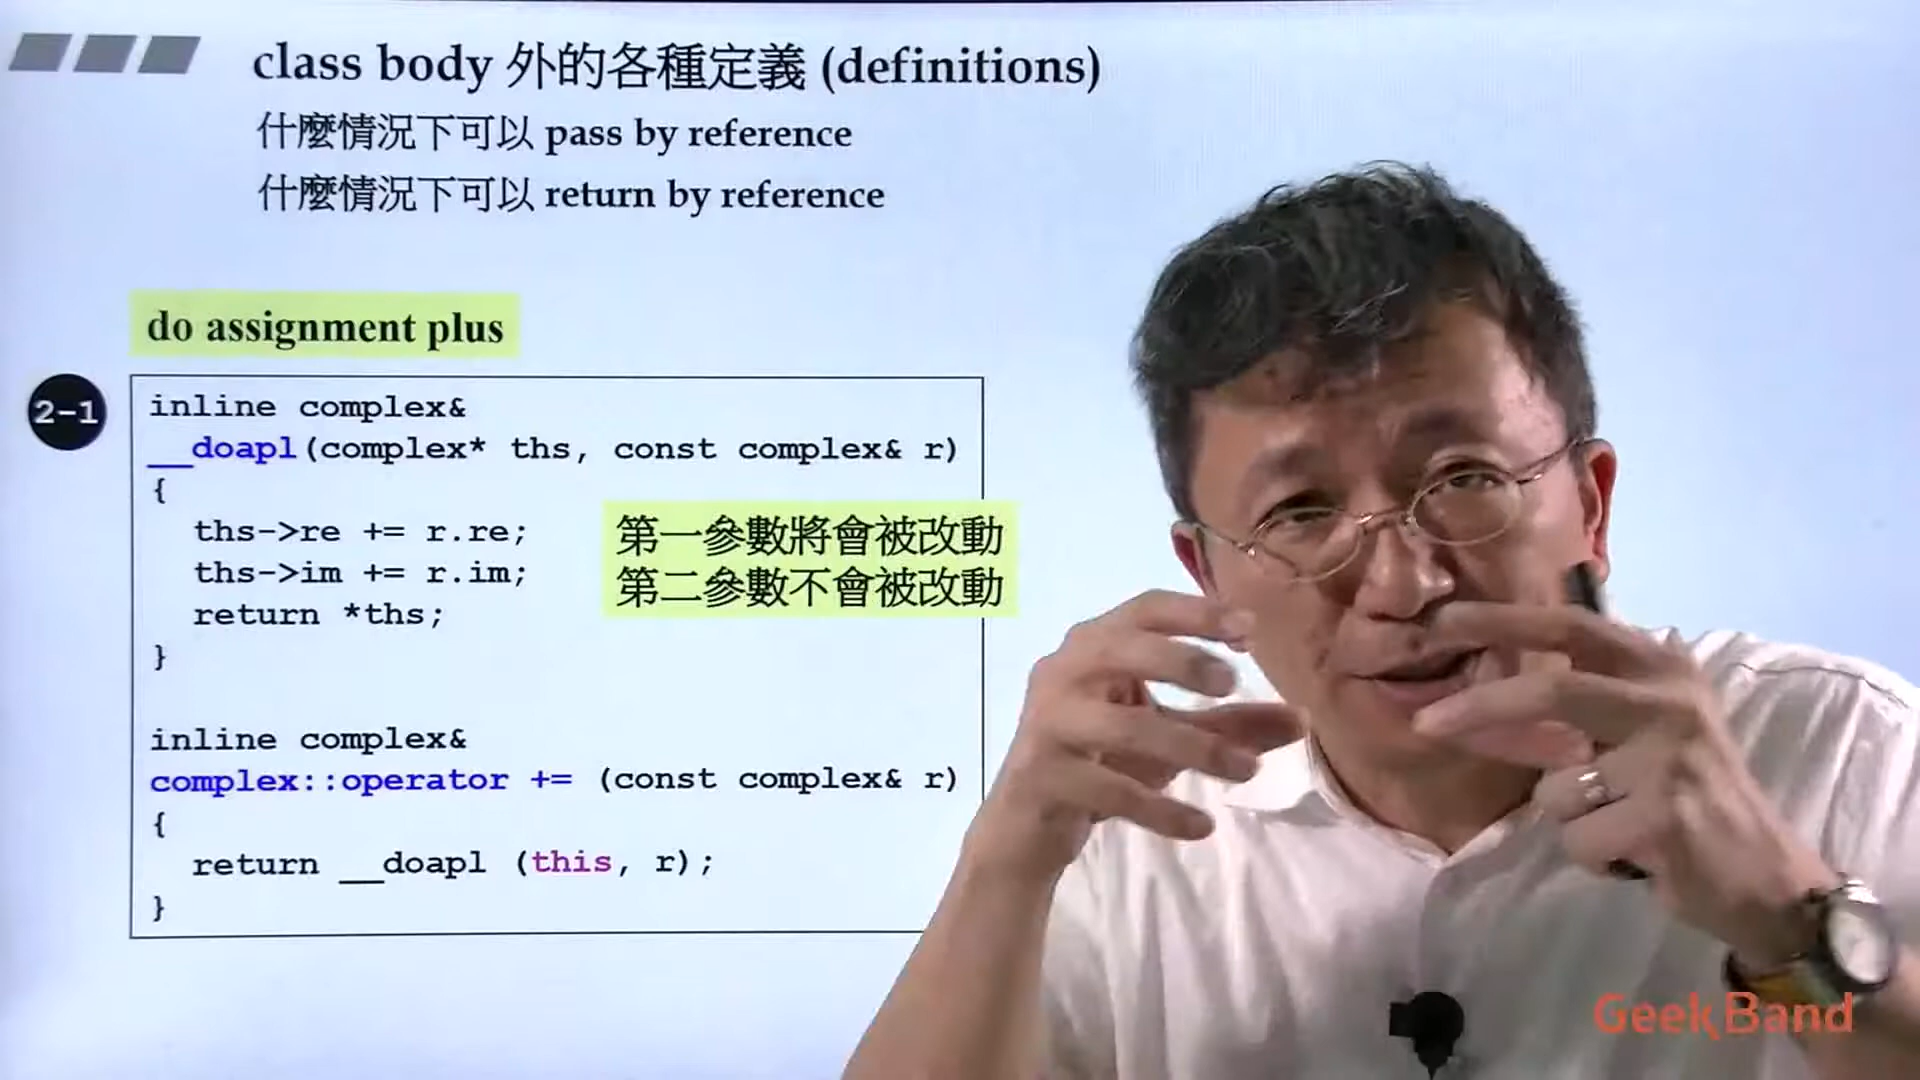 class body 外的各種定義 (definitions)
什麼情況下可以 pass by reference
什麼情況下可以 return by reference
do assignment plus
2-1
inline complex&
__doapl(complex* ths, const complex& r)
{
ths->re += r.re;
ths->im += r.im;
return *ths;
}
第一參數將會被改動
第二參數不會被改動
inline complex&
complex::operator += (const complex& r)
{
return __doapl (this, r);
}
GeekBand